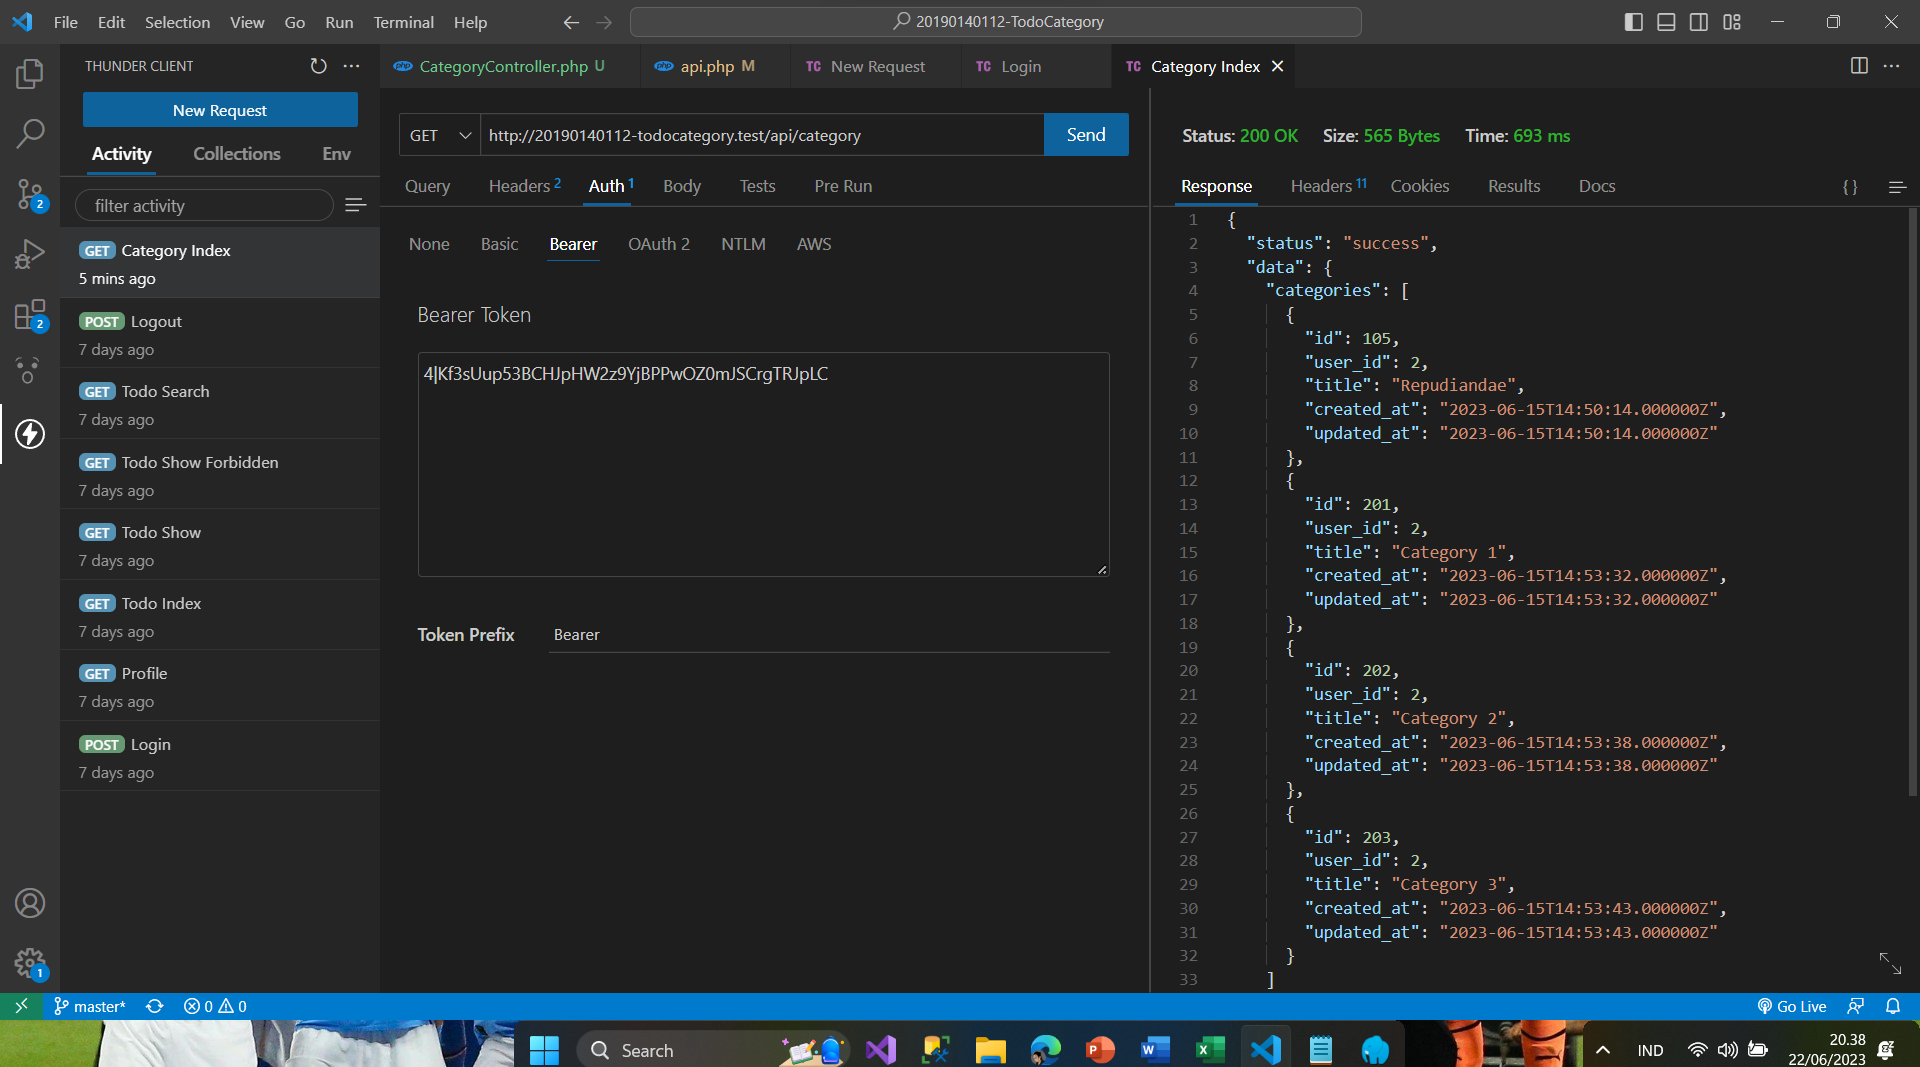 File Edit Selection View Go Run Terminal Help
20190140112-TodoCategory
THUNDER CLIENT
New Request
Activity Collections Env
filter activity
GET Category Index
5 mins ago
POST Logout
7 days ago
GET Todo Search
7 days ago
GET Todo Show Forbidden
7 days ago
GET Todo Show
7 days ago
GET Todo Index
7 days ago
GET Profile
7 days ago
POST Login
7 days ago
2
2
1
php CategoryController.php U
php api.php M
TC New Request
TC Login
TC Category Index
GET http://20190140112-todocategory.test/api/category Send
Query Headers 2 Auth 1 Body Tests Pre Run
None Basic Bearer OAuth 2 NTLM AWS
Bearer Token
4|Kf3sUup53BCHJpHW2z9YjBPPwOZ0mJSCrgTRJpLC
Token Prefix Bearer
Status: 200 OK Size: 565 Bytes Time: 693 ms
Response Headers 11 Cookies Results Docs { }
1 {
2 "status": "success",
3 "data": {
4 "categories": [
5 {
6 "id": 105,
7 "user_id": 2,
8 "title": "Repudiandae",
9 "created_at": "2023-06-15T14:50:14.000000Z",
10 "updated_at": "2023-06-15T14:50:14.000000Z"
11 },
12 {
13 "id": 201,
14 "user_id": 2,
15 "title": "Category 1",
16 "created_at": "2023-06-15T14:53:32.000000Z",
17 "updated_at": "2023-06-15T14:53:32.000000Z"
18 },
19 {
20 "id": 202,
21 "user_id": 2,
22 "title": "Category 2",
23 "created_at": "2023-06-15T14:53:38.000000Z",
24 "updated_at": "2023-06-15T14:53:38.000000Z"
25 },
26 {
27 "id": 203,
28 "user_id": 2,
29 "title": "Category 3",
30 "created_at": "2023-06-15T14:53:43.000000Z",
31 "updated_at": "2023-06-15T14:53:43.000000Z"
32 }
33 ]
master* 0 0 Go Live
Search
IND
20.38
22/06/2023